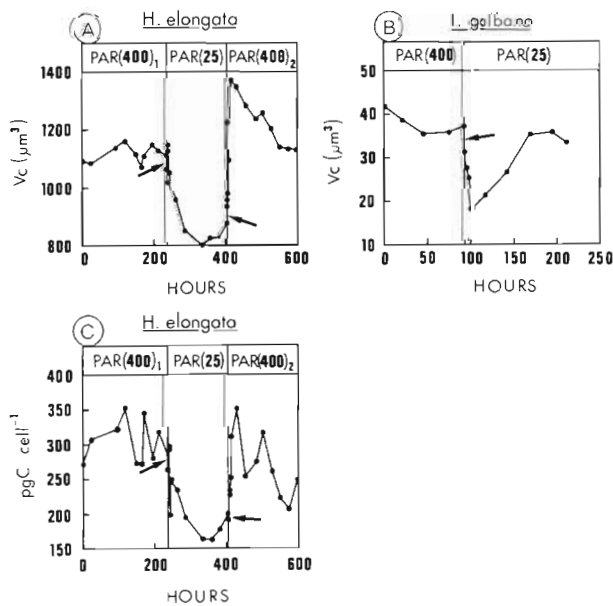 A H. elongata
PAR(400)₁ PAR(25) PAR(400)₂
1400
1200
1000
800
Vc (μm³)
0 200 400 600
HOURS
B I. galbana
PAR(400) PAR(25)
50
40
30
20
10
Vc (μm³)
0 50 100 150 200 250
HOURS
C H. elongata
PAR(400)₁ PAR(25) PAR(400)₂
400
350
300
250
200
150
pgC cell⁻¹
0 200 400 600
HOURS